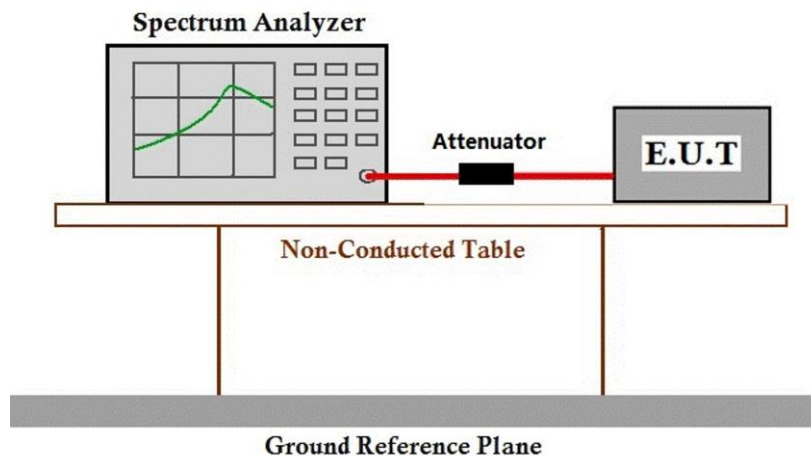 Spectrum Analyzer
Attenuator
E.U.T
Non-Conducted Table
Ground Reference Plane